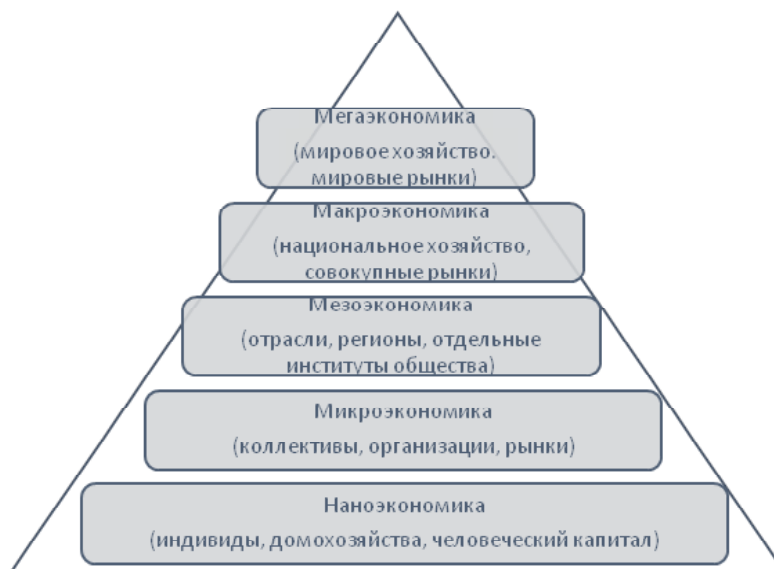 Мегаэкономика
(мировое хозяйство.
мировые рынки)
Макроэкономика
(национальное хозяйство,
совокупные рынки)
Мезоэкономика
(отрасли, регионы, отдельные
институты общества)
Микроэкономика
(коллективы, организации, рынки)
Наноэкономика
(индивиды, домохозяйства, человеческий капитал)